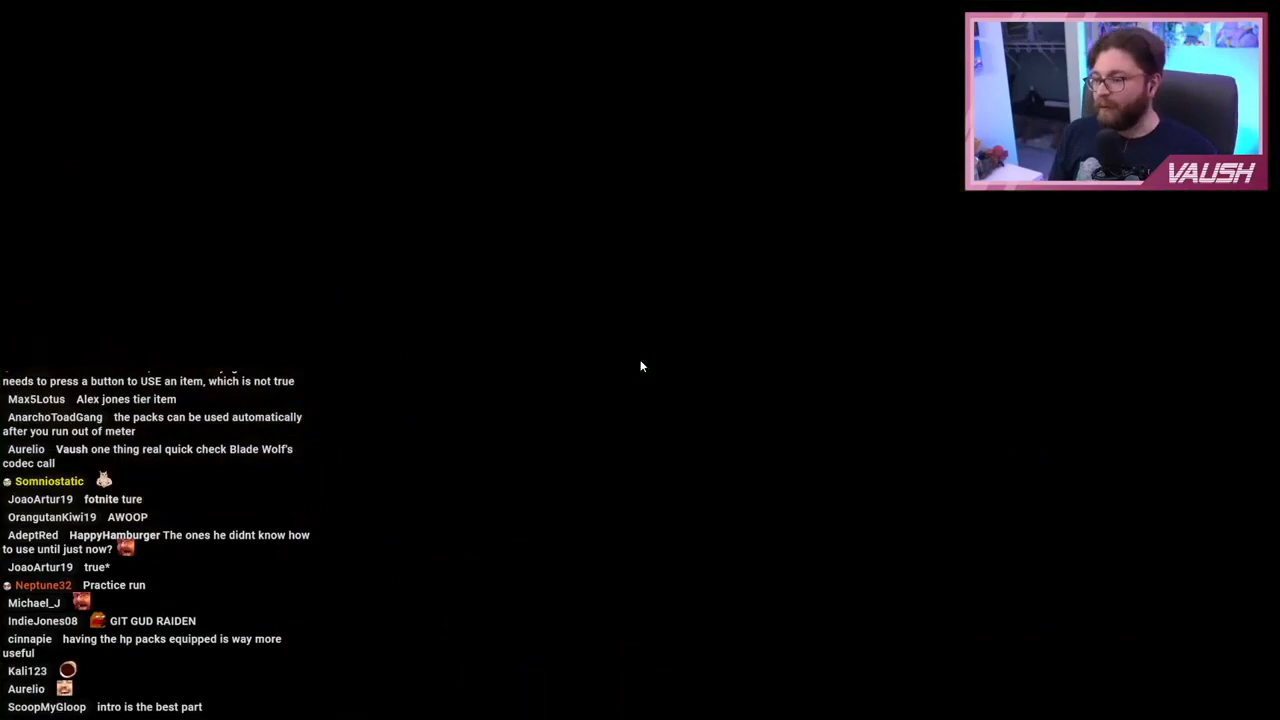 VAUSH
needs to press a button to USE an item, which is not true
Max5Lotus Alex jones tier item
AnarchoToadGang the packs can be used automatically
after you run out of meter
Aurelio Vaush one thing real quick check Blade Wolf's
codec call
Somniostatic
JoaoArtur19 fotnite ture
OrangutanKiwi19 AWOOP
AdeptRed HappyHamburger The ones he didnt know how
to use until just now?
JoaoArtur19 true*
Neptune32 Practice run
Michael_J
IndieJones08 GIT GUD RAIDEN
cinnapie having the hp packs equipped is way more
useful
Kali123
Aurelio
ScoopMyGloop intro is the best part